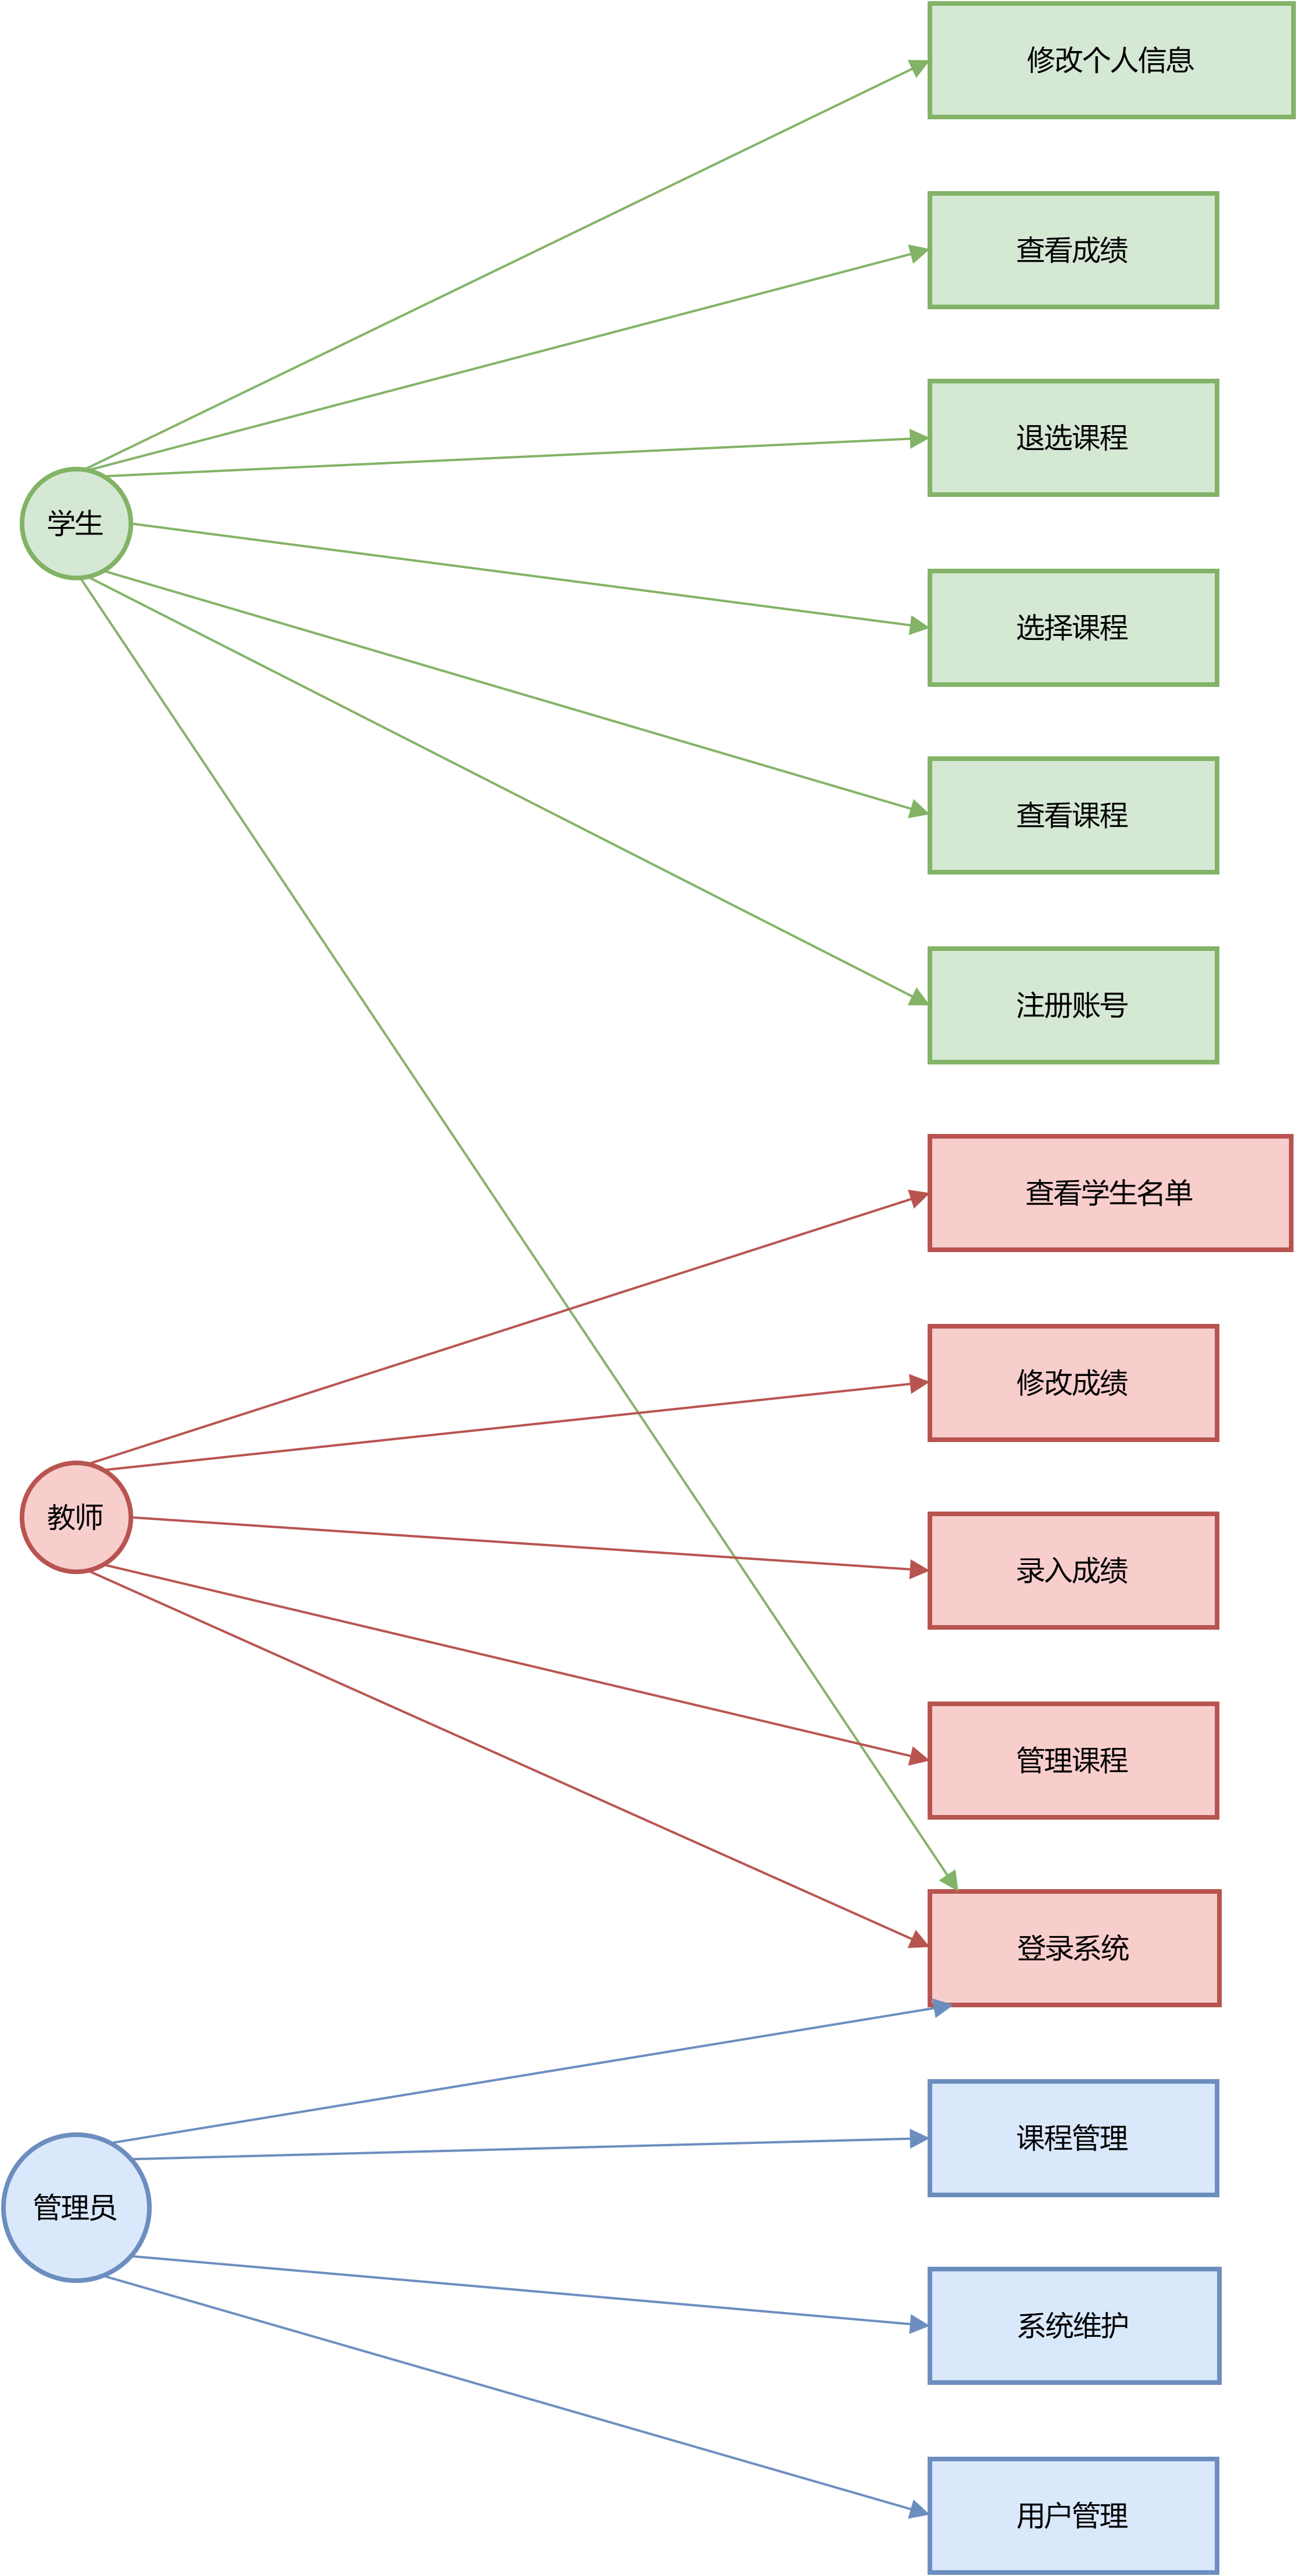 修改个人信息
查看成绩
退选课程
学生
选择课程
查看课程
注册账号
查看学生名单
修改成绩
教师
录入成绩
管理课程
登录系统
课程管理
管理员
系统维护
用户管理